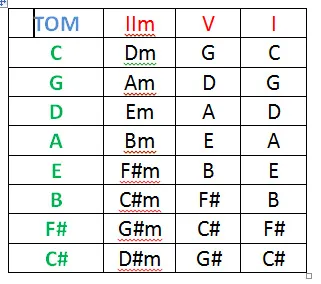 TOM IIm V I
C Dm G C
G Am D G
D Em A D
A Bm E A
E F#m B E
B C#m F# B
F# G#m C# F#
C# D#m G# C#